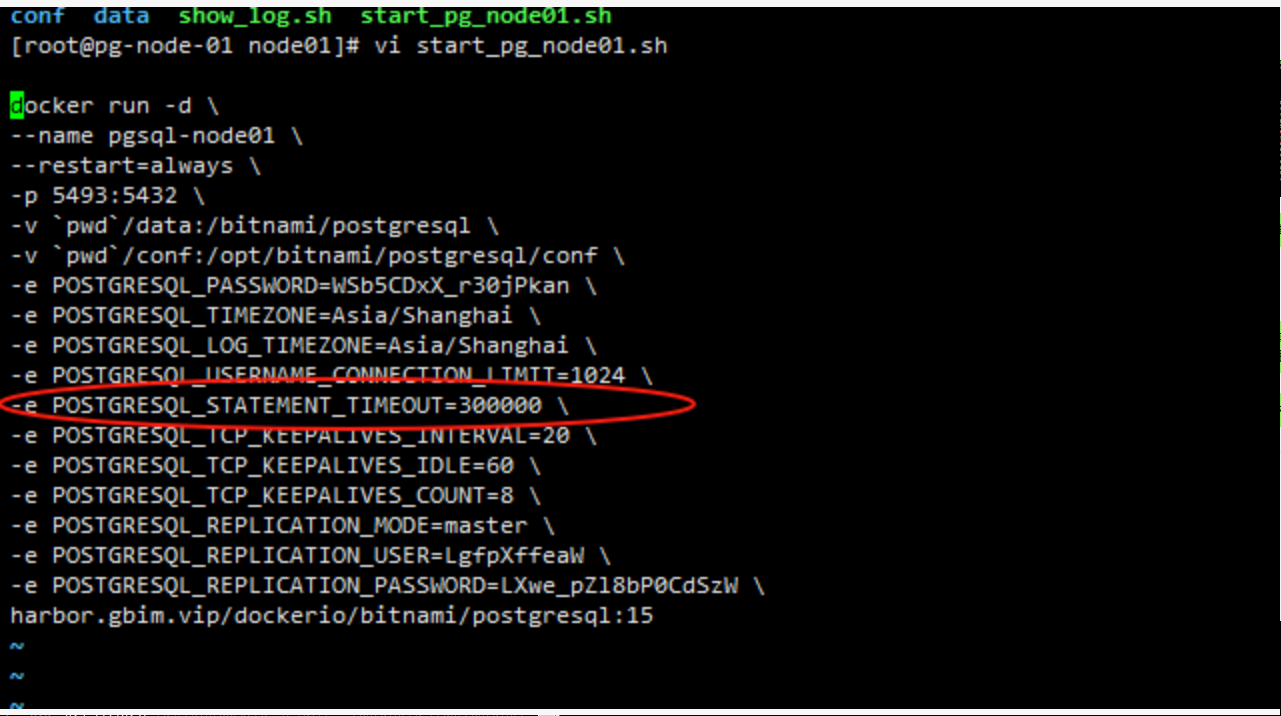 conf  data  show_log.sh  start_pg_node01.sh
[root@pg-node-01 node01]# vi start_pg_node01.sh
docker run -d \
--name pgsql-node01 \
--restart=always \
-p 5493:5432 \
-v `pwd`/data:/bitnami/postgresql \
-v `pwd`/conf:/opt/bitnami/postgresql/conf \
-e POSTGRESQL_PASSWORD=WSb5CDxX_r30jPkan \
-e POSTGRESQL_TIMEZONE=Asia/Shanghai \
-e POSTGRESQL_LOG_TIMEZONE=Asia/Shanghai \
-e POSTGRESQL_USERNAME_CONNECTION_LIMIT=1024 \
-e POSTGRESQL_STATEMENT_TIMEOUT=300000 \
-e POSTGRESQL_TCP_KEEPALIVES_INTERVAL=20 \
-e POSTGRESQL_TCP_KEEPALIVES_IDLE=60 \
-e POSTGRESQL_TCP_KEEPALIVES_COUNT=8 \
-e POSTGRESQL_REPLICATION_MODE=master \
-e POSTGRESQL_REPLICATION_USER=LgfpXffeaW \
-e POSTGRESQL_REPLICATION_PASSWORD=LXwe_pZl8bP0CdSzW \
harbor.gbim.vip/dockerio/bitnami/postgresql:15
~
~
~